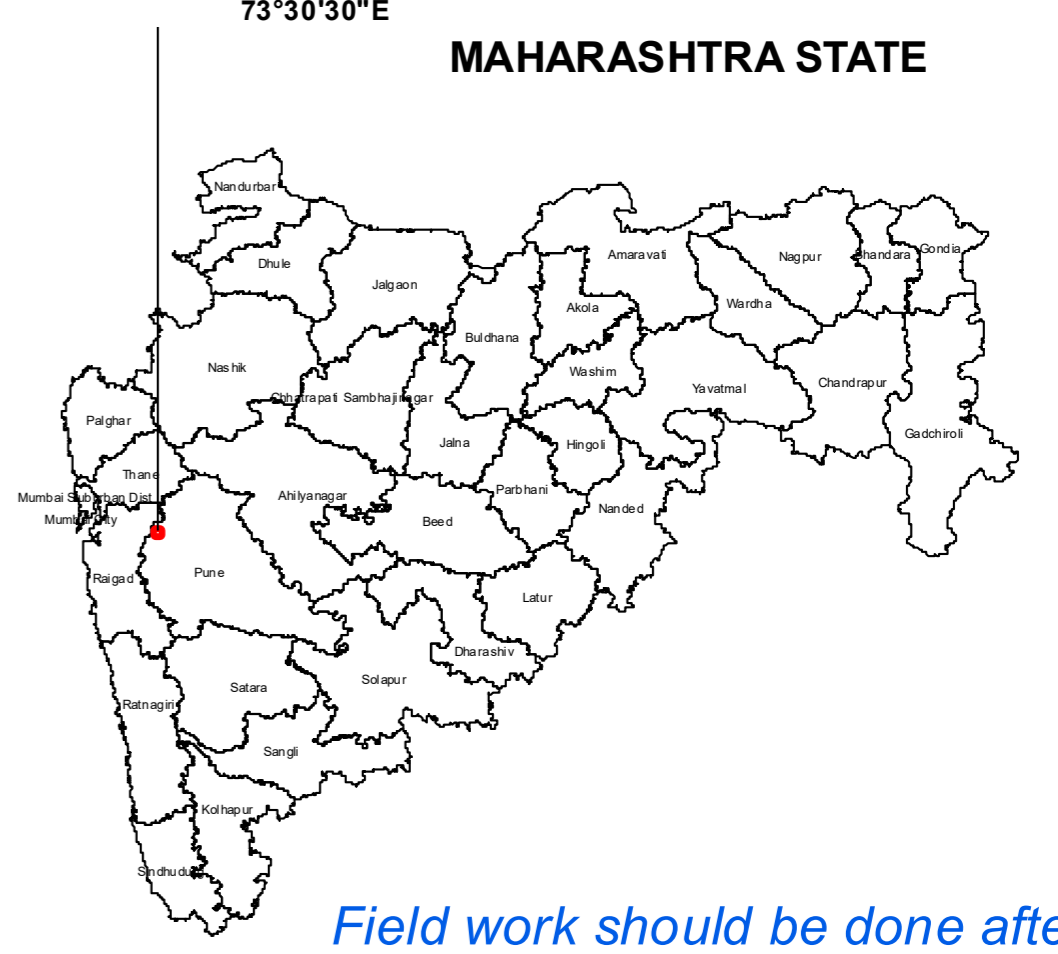 73°30'30"E
MAHARASHTRA STATE
Nandurbar
Dhule
Jalgaon
Amaravati
Nagpur
Bhandara
Gondia
Akola
Wardha
Buldhana
Nashik
Washim
Yavatmal
Chandrapur
Chhatrapati Sambhajinagar
Palghar
Jalna
Hingoli
Gadchiroli
Thane
Mumbai Suburban Dist
Ahilyanagar
Parbhani
Nanded
Mumbai City
Beed
Raigad
Pune
Latur
Dharashiv
Solapur
Satara
Ratnagiri
Sangli
Kolhapur
Sindhudurg
Field work should be done afte